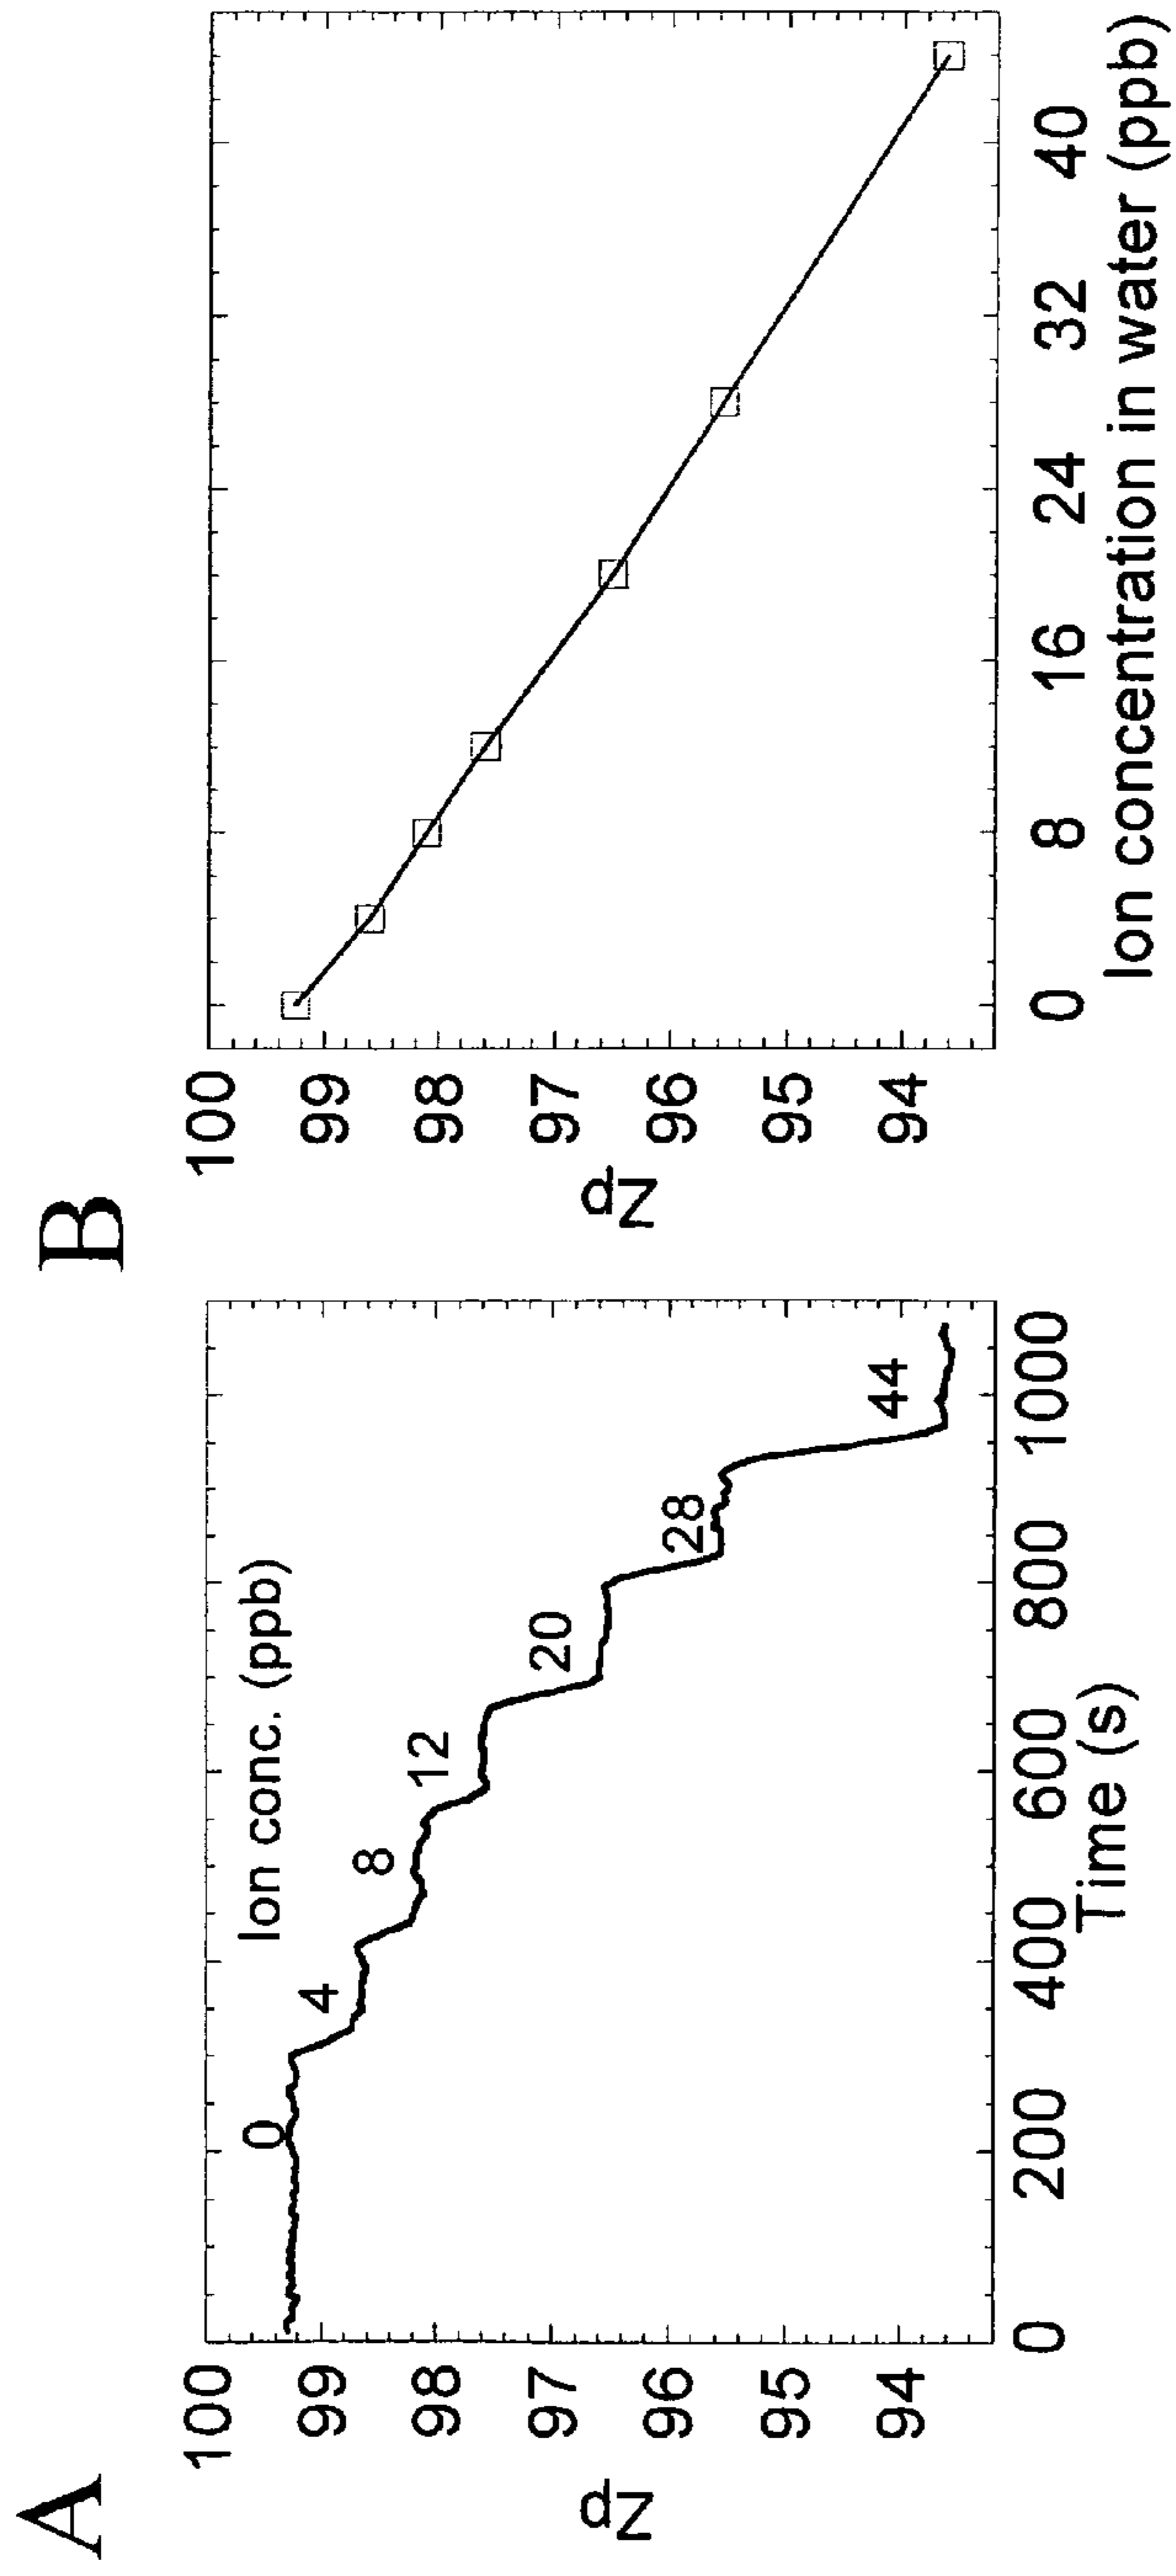 A
Zp
100
99
98
97
96
95
94
Ion conc. (ppb)
0
4
8
12
20
28
44
0 200 400 600 800 1000
Time (s)
B
Zp
100
99
98
97
96
95
94
0 8 16 24 32 40
Ion concentration in water (ppb)